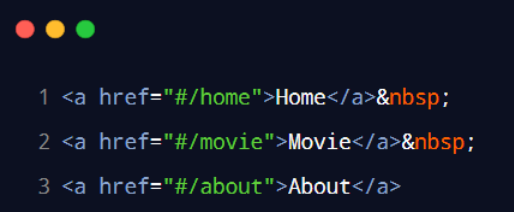 1 <a href="#/home">Home</a>&nbsp;
2 <a href="#/movie">Movie</a>&nbsp;
3 <a href="#/about">About</a>